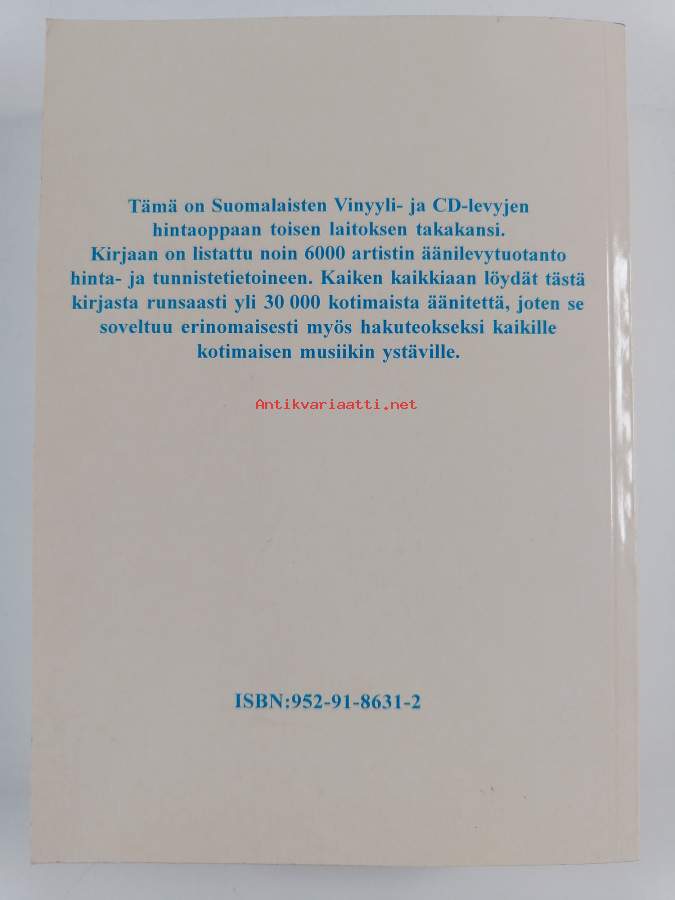 Tämä on Suomalaisten Vinyyli- ja CD-levyjen
hintaoppaan toisen laitoksen takakansi.
Kirjaan on listattu noin 6000 artistin äänilevytuotanto
hinta- ja tunnistetietoineen. Kaiken kaikkiaan löydät tästä
kirjasta runsaasti yli 30 000 kotimaista äänitettä, joten se
soveltuu erinomaisesti myös hakuteokseksi kaikille
kotimaisen musiikin ystäville.
Antikvariaatti.net
ISBN:952-91-8631-2